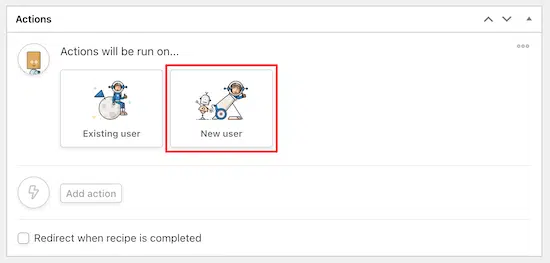 Actions
Actions will be run on...
Existing user
New user
Add action
Redirect when recipe is completed